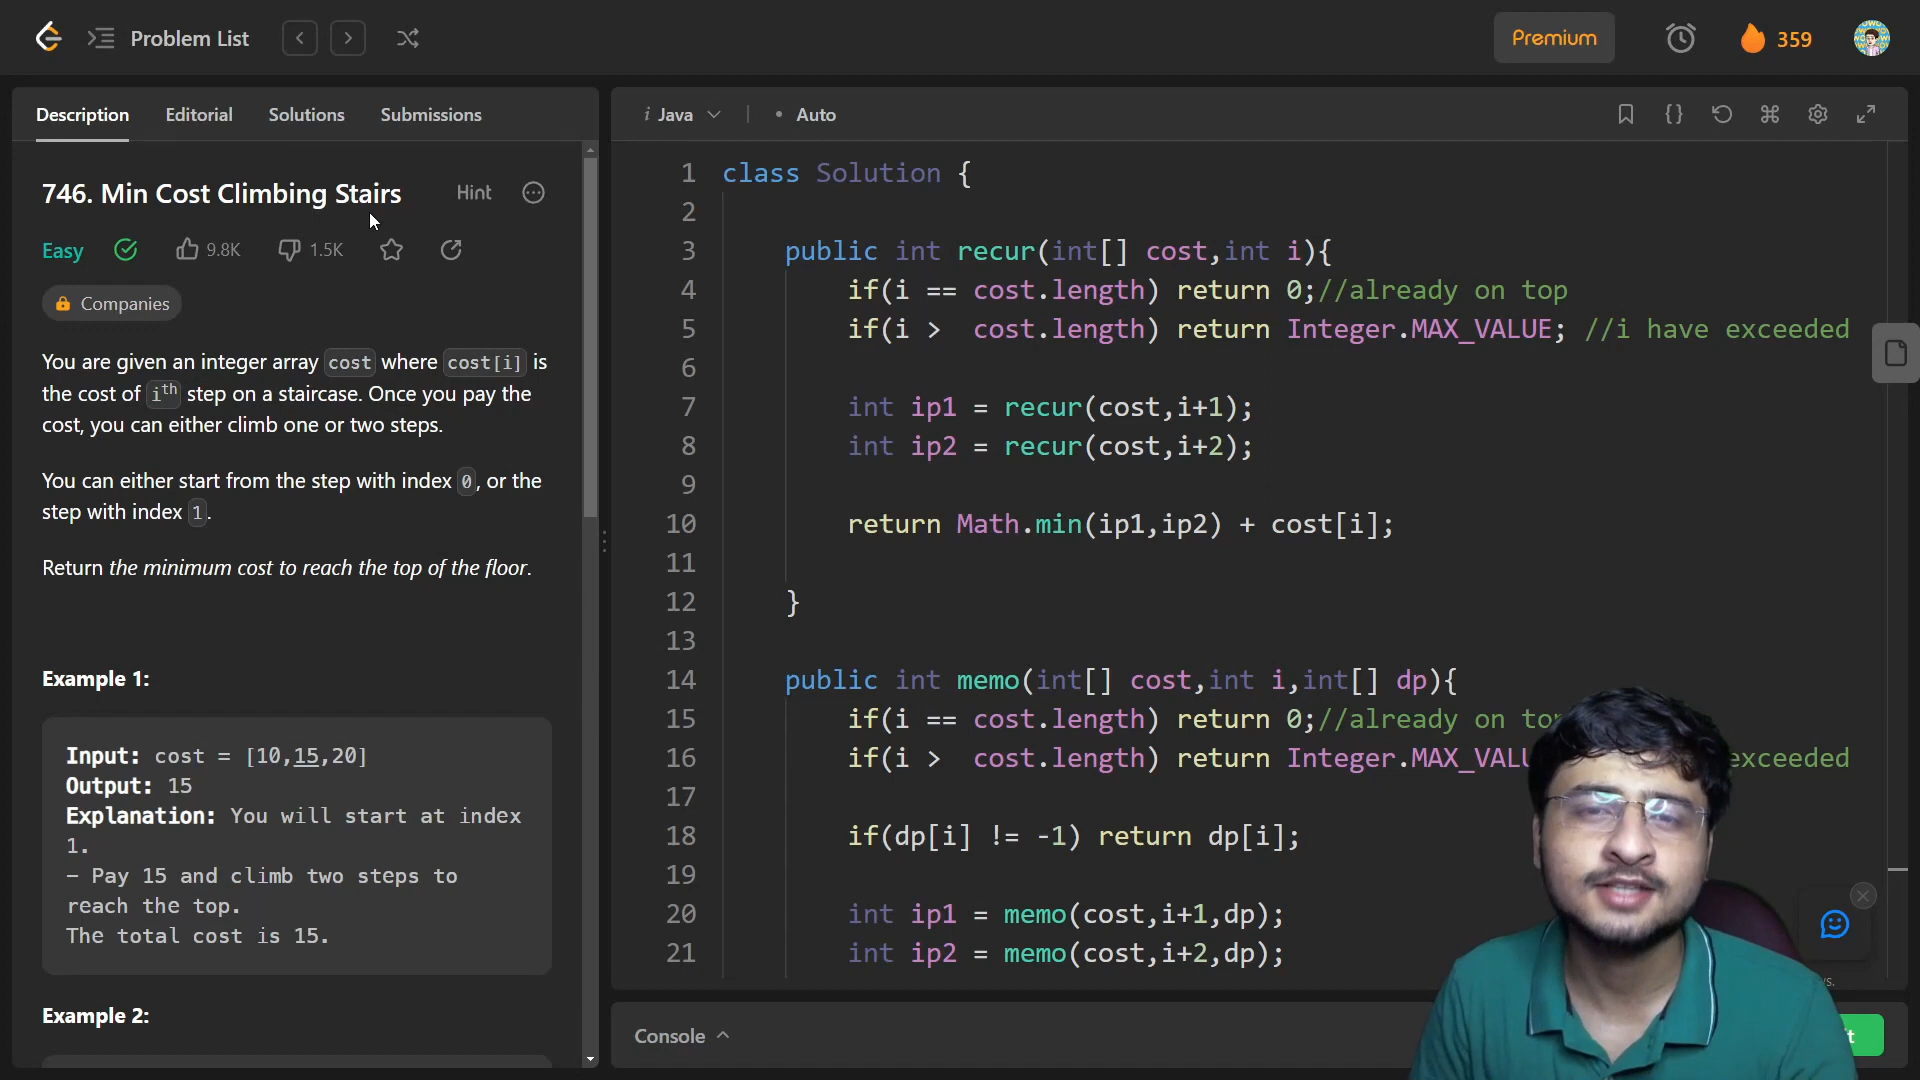 Problem List
Premium
359
Description Editorial Solutions Submissions
746. Min Cost Climbing Stairs Hint
Easy 9.8K 1.5K
Companies
You are given an integer array cost where cost[i] is
the cost of ith step on a staircase. Once you pay the
cost, you can either climb one or two steps.
You can either start from the step with index 0, or the
step with index 1.
Return the minimum cost to reach the top of the floor.
Example 1:
Input: cost = [10,15,20]
Output: 15
Explanation: You will start at index
1.
- Pay 15 and climb two steps to
reach the top.
The total cost is 15.
Example 2:
i Java • Auto
1 class Solution {
2
3 public int recur(int[] cost,int i){
4 if(i == cost.length) return 0;//already on top
5 if(i > cost.length) return Integer.MAX_VALUE; //i have exceeded
6
7 int ip1 = recur(cost,i+1);
8 int ip2 = recur(cost,i+2);
9
10 return Math.min(ip1,ip2) + cost[i];
11
12 }
13
14 public int memo(int[] cost,int i,int[] dp){
15 if(i == cost.length) return 0;//already on top
16 if(i > cost.length) return Integer.MAX_VALU exceeded
17
18 if(dp[i] != -1) return dp[i];
19
20 int ip1 = memo(cost,i+1,dp);
21 int ip2 = memo(cost,i+2,dp);
Console